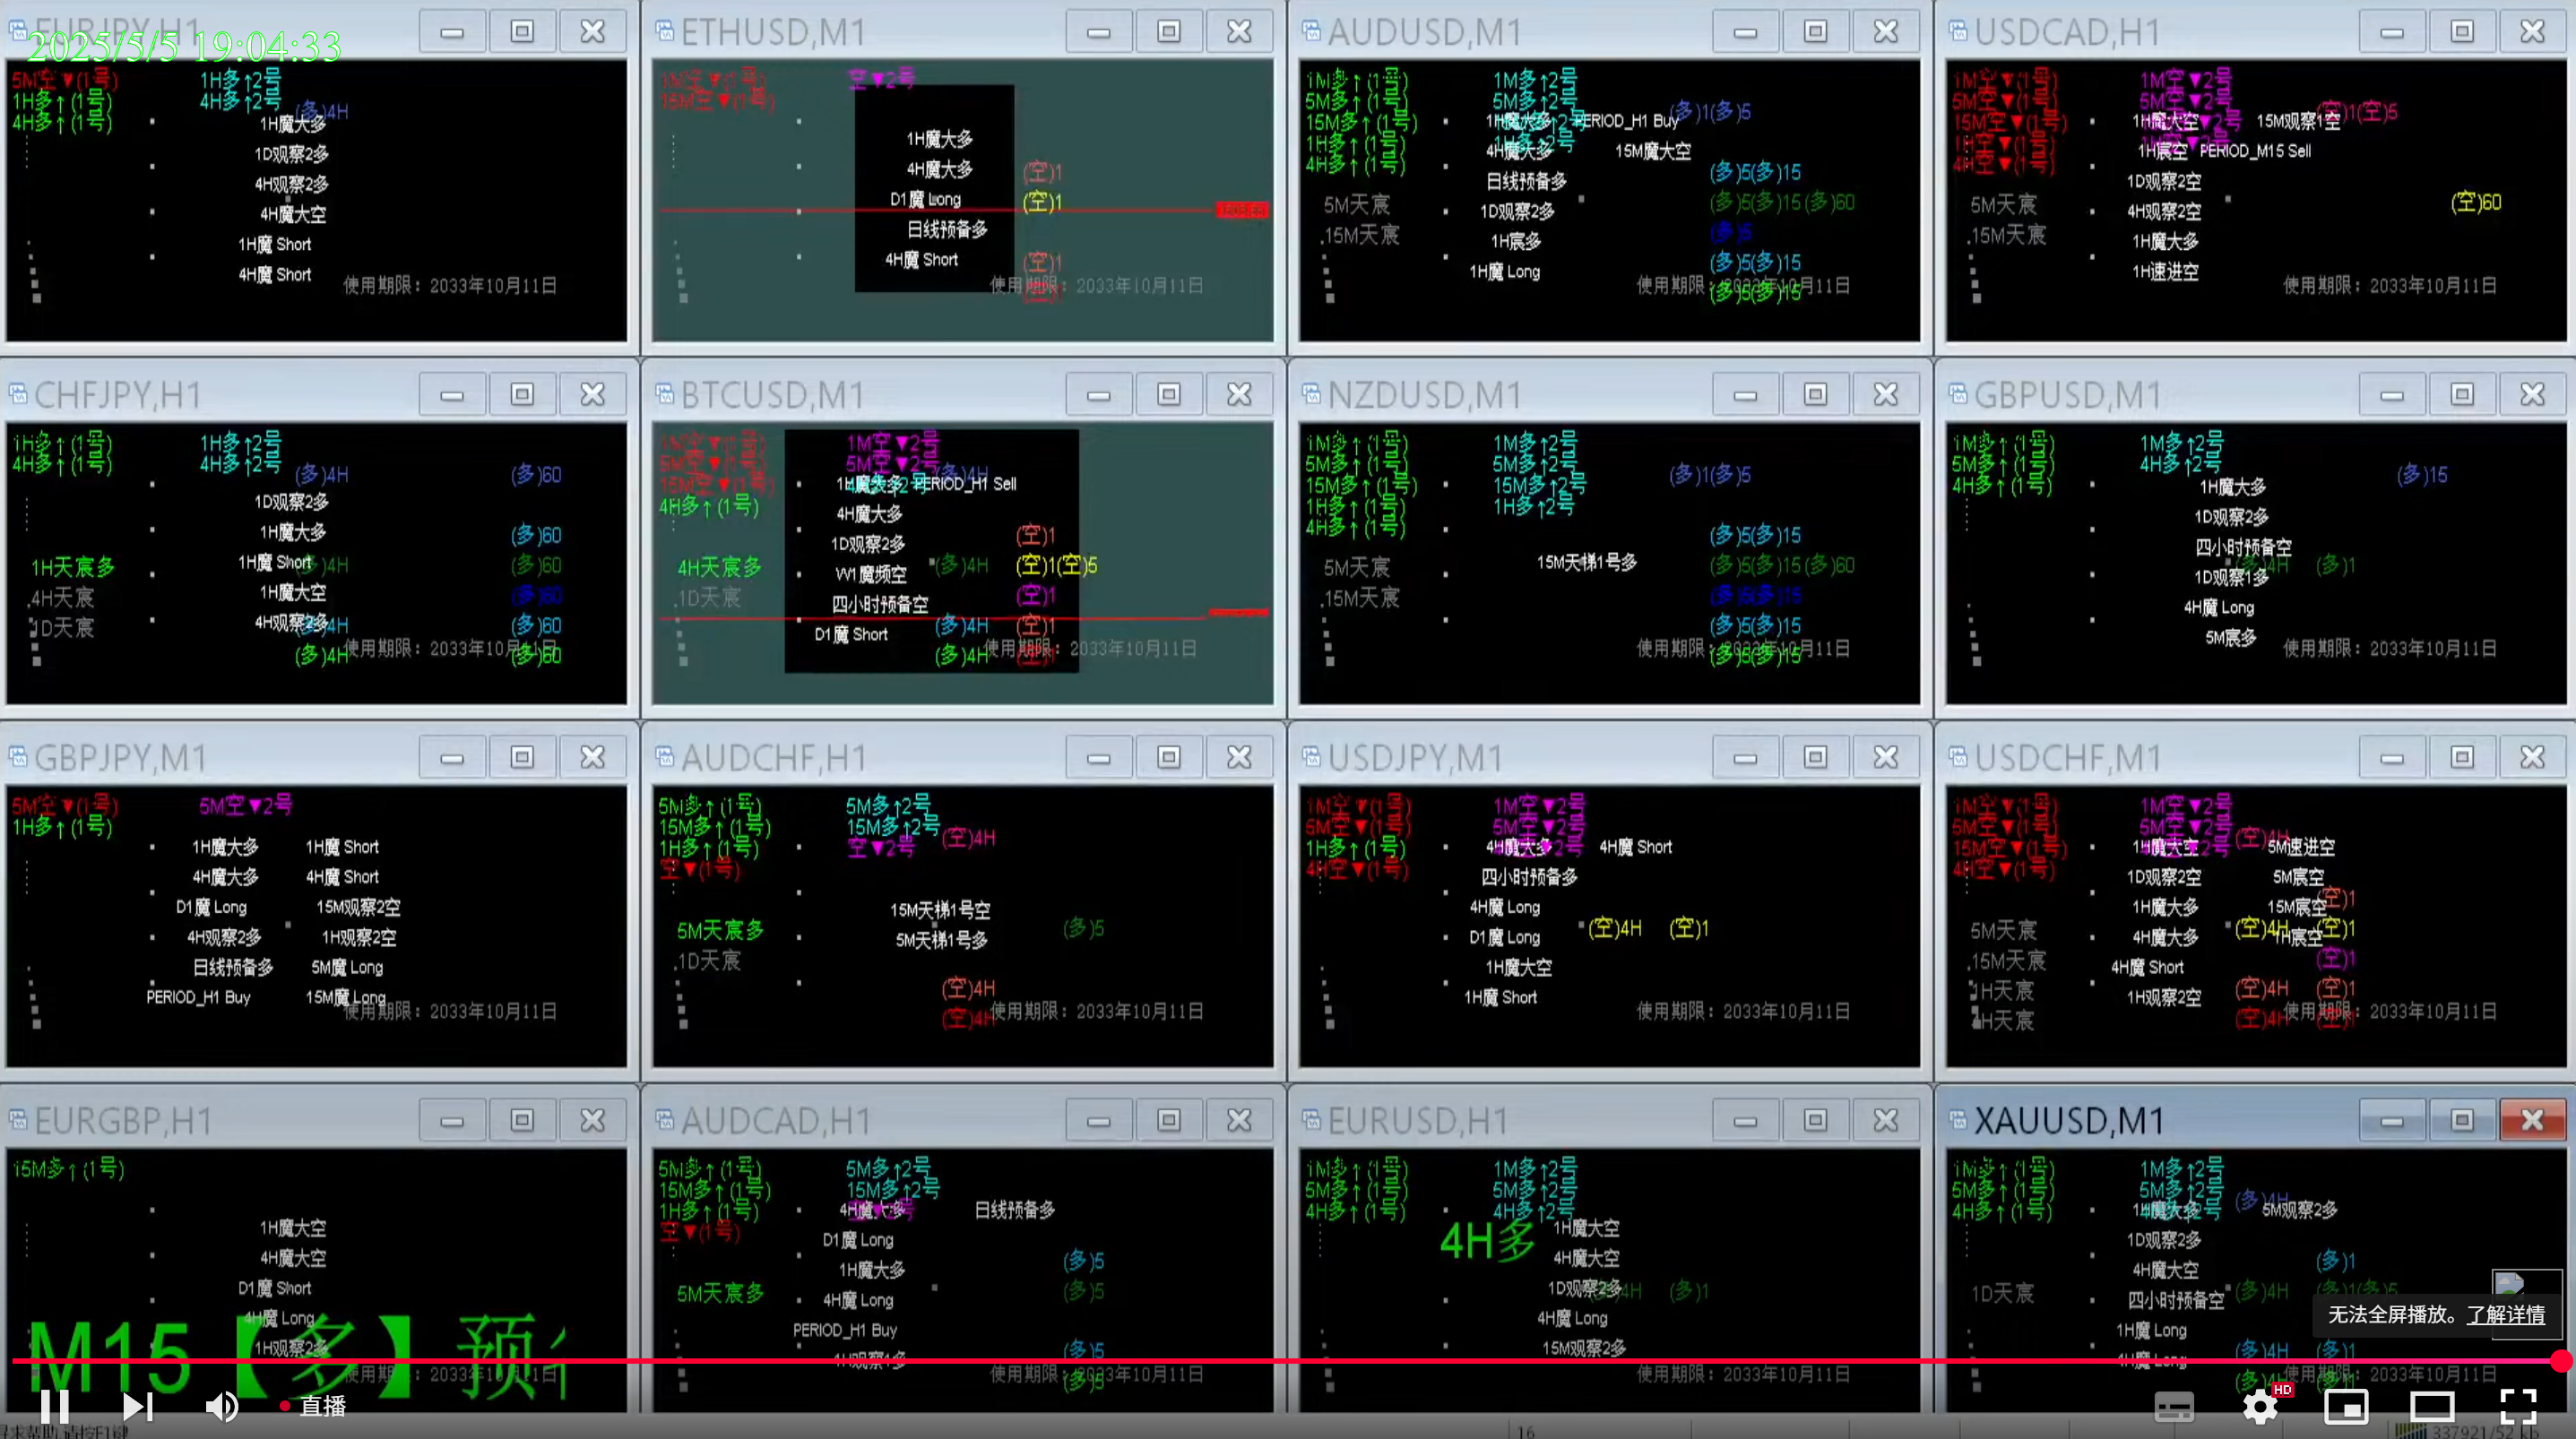 2025/5/5 19:04:33
EURJPY,H1
5M空▼(1号)
1H多↑(1号)
4H多↑(1号)
1H多↑2号
4H多↑2号
(多)4H
1H魔大多
1D观察2多
4H观察2多
4H魔大空
1H魔 Short
4H魔 Short
使用期限：2033年10月11日
ETHUSD,M1
1M空▼(1号)
15M空▼(1号)
空▼2号
1H魔大多
4H魔大多
(空)1
D1魔 Long
(空)1
日线预备多
4H魔 Short
(空)1
使用期限：2033年10月11日
AUDUSD,M1
1M多↑(1号)
5M多↑(1号)
15M多↑(1号)
1H多↑(1号)
4H多↑(1号)
1M多↑2号
5M多↑2号
(多)1(多)5
1H魔大多
PERIOD_H1 Buy
4H魔大多
15M魔大空
日线预备多
(多)5(多)15
1D观察2多
(多)5(多)15(多)60
1H宸多
(多)5
1H魔 Long
(多)5(多)15
(多)5(多)15
5M天宸
15M天宸
使用期限：2033年10月11日
USDCAD,H1
1M空▼(1号)
5M空▼(1号)
15M空▼(1号)
1H空▼(1号)
4H空▼(1号)
1M空▼2号
5M空▼2号
(空)1(空)5
1H魔大空
15M观察1空
1H宸空
PERIOD_M15 Sell
1D观察2空
4H观察2空
(空)60
1H魔大多
1H速进空
5M天宸
15M天宸
使用期限：2033年10月11日
CHFJPY,H1
1H多↑(1号)
4H多↑(1号)
1H多↑2号
4H多↑2号
(多)4H
(多)60
1D观察2多
1H魔大多
(多)60
1H魔 Short
(多)4H
(多)60
1H魔大空
(多)60
4H观察2多
(多)4H
(多)60
(多)4H
(多)60
1H天宸多
4H天宸
1D天宸
使用期限：2033年10月11日
BTCUSD,M1
1M空▼(1号)
5M空▼(1号)
15M空▼(1号)
4H多↑(1号)
1M空▼2号
5M空▼2号
(多)4H
1H魔大多
PERIOD_H1 Sell
4H魔大多
1D观察2多
(空)1
W1魔频空
(多)4H
(空)1(空)5
四小时预备空
(空)1
D1魔 Short
(多)4H
(空)1
(多)4H
4H天宸多
1D天宸
使用期限：2033年10月11日
NZDUSD,M1
1M多↑(1号)
5M多↑(1号)
15M多↑(1号)
1H多↑(1号)
4H多↑(1号)
1M多↑2号
5M多↑2号
15M多↑2号
1H多↑2号
(多)1(多)5
(多)5(多)15
15M天梯1号多
(多)5(多)15(多)60
(多)5(多)15
(多)5(多)15
(多)5(多)15
5M天宸
15M天宸
使用期限：2033年10月11日
GBPUSD,M1
1M多↑(1号)
5M多↑(1号)
4H多↑(1号)
1M多↑2号
4H多↑2号
(多)15
1H魔大多
1D观察2多
四小时预备空
(多)4H
(多)1
1D观察1多
4H魔 Long
5M宸多
使用期限：2033年10月11日
GBPJPY,M1
5M空▼(1号)
1H多↑(1号)
5M空▼2号
1H魔大多
1H魔 Short
4H魔大多
4H魔 Short
D1魔 Long
15M观察2空
4H观察2多
1H观察2空
日线预备多
5M魔 Long
PERIOD_H1 Buy
15M魔 Long
使用期限：2033年10月11日
AUDCHF,H1
5M多↑(1号)
15M多↑(1号)
1H多↑(1号)
空▼(1号)
5M多↑2号
15M多↑2号
空▼2号
(空)4H
15M天梯1号空
5M天梯1号多
(多)5
(空)4H
(空)4H
5M天宸多
1D天宸
使用期限：2033年10月11日
USDJPY,M1
1M空▼(1号)
5M空▼(1号)
1H多↑(1号)
4H空▼(1号)
1M空▼2号
5M空▼2号
4H魔大多
4H魔 Short
四小时预备多
4H魔 Long
D1魔 Long
(空)4H
(空)1
1H魔大空
1H魔 Short
使用期限：2033年10月11日
USDCHF,M1
1M空▼(1号)
5M空▼(1号)
15M空▼(1号)
4H空▼(1号)
1M空▼2号
5M空▼2号
(空)4H
1H魔大空
5M速进空
1D观察2空
5M宸空
1H魔大多
15M宸空
(空)1
4H魔大多
(空)4H
1H宸空
(空)1
4H魔 Short
(空)1
1H观察2空
(空)4H
(空)1
(空)4H
(空)1
5M天宸
15M天宸
1H天宸
4H天宸
使用期限：2033年10月11日
EURGBP,H1
15M多↑(1号)
1H魔大空
4H魔大空
D1魔 Short
4H魔 Long
1H观察2多
M15【多】预
使用期限：2033年10月11日
AUDCAD,H1
5M多↑(1号)
15M多↑(1号)
1H多↑(1号)
空▼(1号)
5M多↑2号
15M多↑2号
4H魔大多
日线预备多
D1魔 Long
(多)5
1H魔大多
(多)5
4H魔 Long
PERIOD_H1 Buy
(多)5
1H观察1多
(多)5
5M天宸多
使用期限：2033年10月11日
EURUSD,H1
1M多↑(1号)
5M多↑(1号)
4H多↑(1号)
1M多↑2号
5M多↑2号
4H多↑2号
4H多
1H魔大空
4H魔大空
1D观察2多
(多)1
4H魔 Long
15M观察2多
使用期限：2033年10月11日
XAUUSD,M1
1M多↑(1号)
5M多↑(1号)
4H多↑(1号)
1M多↑2号
5M多↑2号
(多)4H
1H魔大多
5M观察2多
1D观察2多
4H魔大空
(多)1
四小时预备空
(多)4H
(多)1(多)5
1H魔 Long
4H魔 Long
(多)4H
(多)1
1D天宸
使用期限：2033年10月11日
无法全屏播放。了解详情
直播
HD
16
337921/52 kb